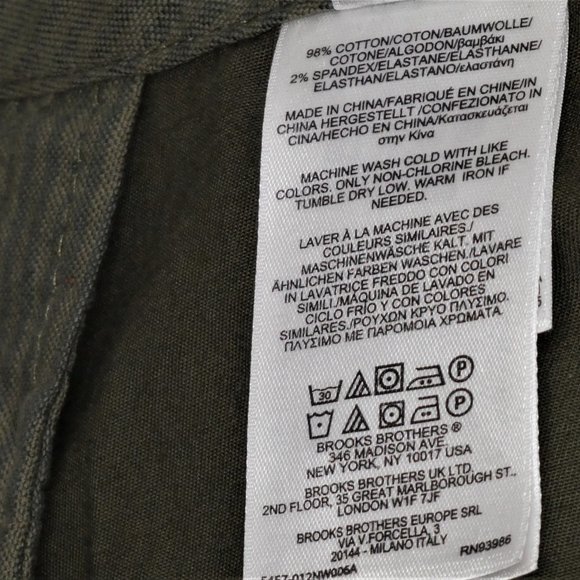 98% COTTON/COTON/BAUMWOLLE/
COTONE/ALGODON/βαμβάκι
2% SPANDEX/ELASTANE/ELASTHANNE/
ELASTHAN/ELASTANO/ελαστάνη
MADE IN CHINA/FABRIQUÉ EN CHINE/IN
CHINA HERGESTELLT /CONFEZIONATO IN
CINA/HECHO EN CHINA/Κατασκευάζεται
στην Κίνα
MACHINE WASH COLD WITH LIKE
COLORS. ONLY NON-CHLORINE BLEACH.
TUMBLE DRY LOW. WARM IRON IF
NEEDED.
LAVER À LA MACHINE AVEC DES
COULEURS SIMILAIRES./
MASCHINENWÄSCHE KALT. MIT
ÄHNLICHEN FARBEN WASCHEN./LAVARE
IN LAVATRICE FREDDO CON COLORI
SIMILI/MÁQUINA DE LAVADO EN
CICLO FRÍO Y CON COLORES
SIMILARES./ΡΟΥΧΩΝ ΚΡΥΟ ΠΛΥΣΙΜΟ.
ΠΛΥΣΙΜΕ ΜΕ ΠΑΡΟΜΟΙΑ ΧΡΩΜΑΤΑ.
30 P
P
BROOKS BROTHERS ®
346 MADISON AVE.
NEW YORK, NY 10017 USA
BROOKS BROTHERS UK LTD.
2ND FLOOR, 35 GREAT MARLBOROUGH ST.,
LONDON W1F 7JF
BROOKS BROTHERS EUROPE SRL
VIA V.FORCELLA, 3
20144 - MILANO ITALY
RN93986